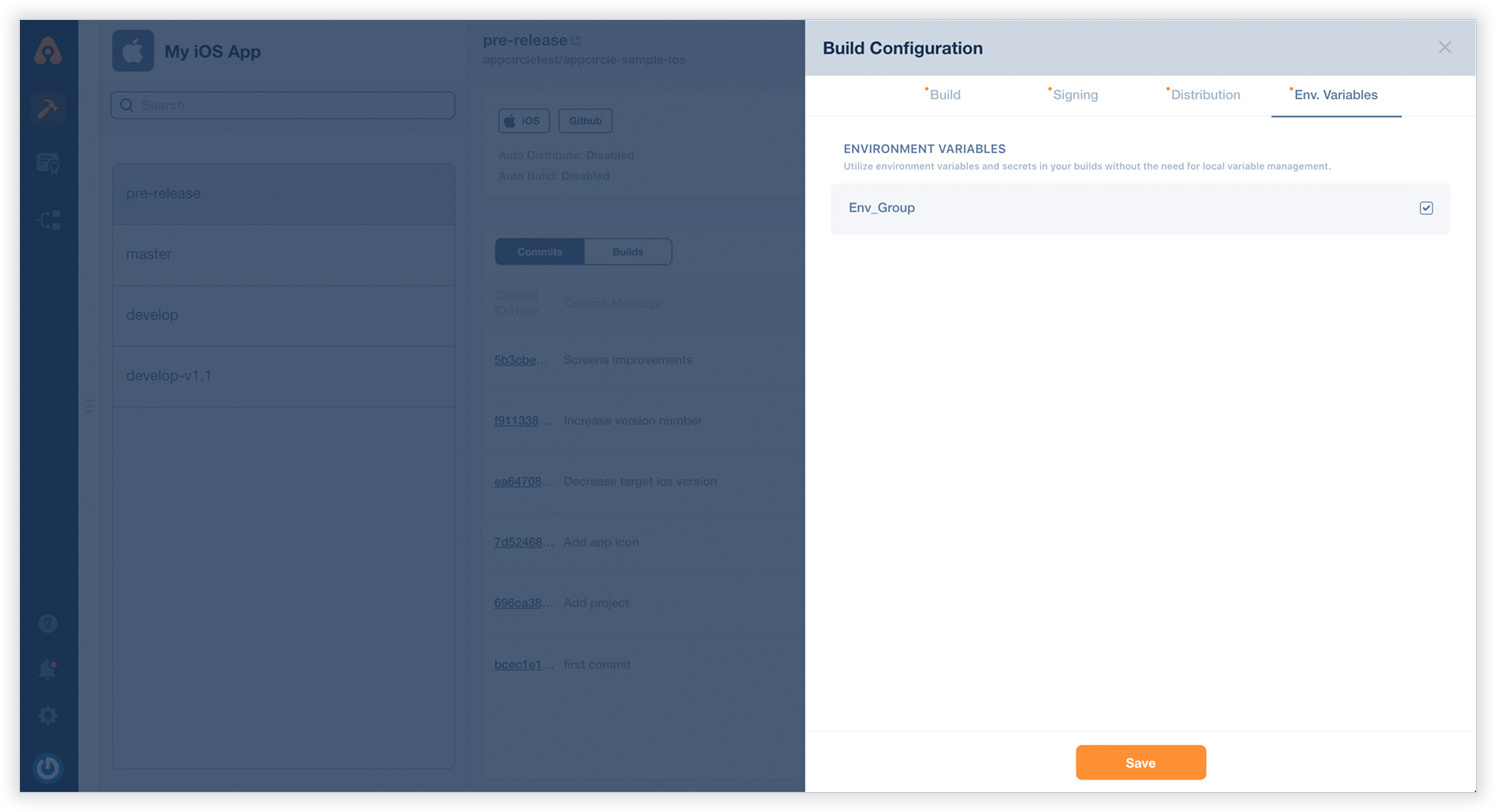 My iOS App
Search
pre-release
master
develop
develop-v1.1
pre-release
appcircletest/appcircle-sample-ios
iOS
Github
Auto Distribute: Disabled
Auto Build: Disabled
Commits
Builds
Commit
ID/Hash
Commit Message
5b3cbe... Screens improvements
f911338... Increase version number
ea64708... Decrease target ios version
7d52468... Add app icon
696ca38... Add project
bcec1e1... first commit
Build Configuration
Build
Signing
Distribution
Env. Variables
ENVIRONMENT VARIABLES
Utilize environment variables and secrets in your builds without the need for local variable management.
Env_Group
Save